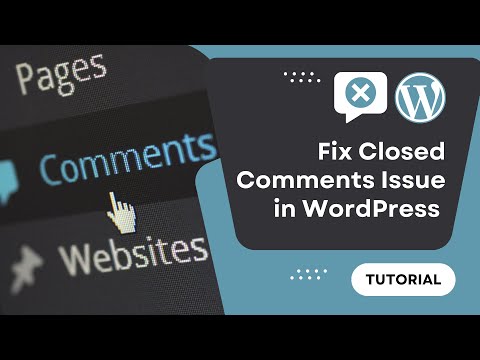 Pages
Comments
Websites
Fix Closed
Comments Issue
in WordPress
TUTORIAL